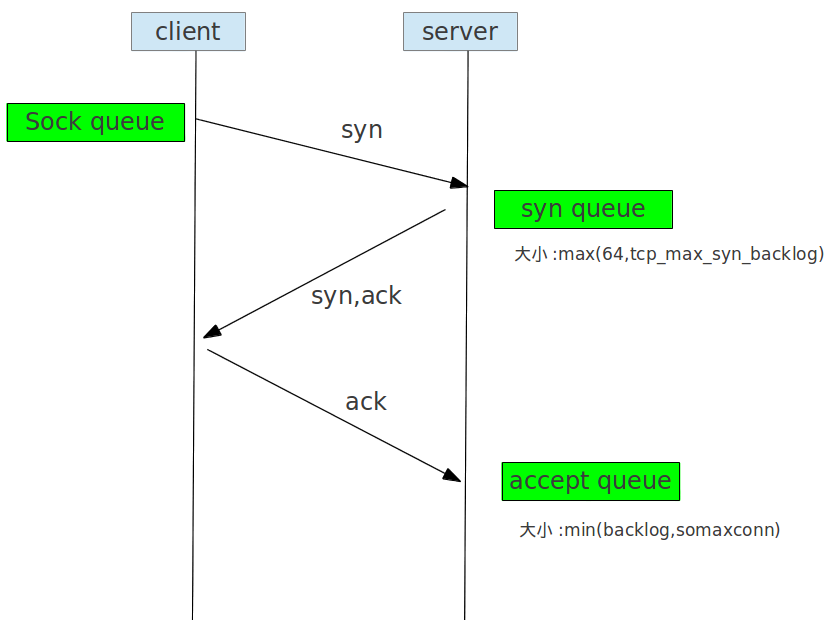 client
server
Sock queue
syn
syn queue
大小 :max(64,tcp_max_syn_backlog)
syn,ack
ack
accept queue
大小 :min(backlog,somaxconn)